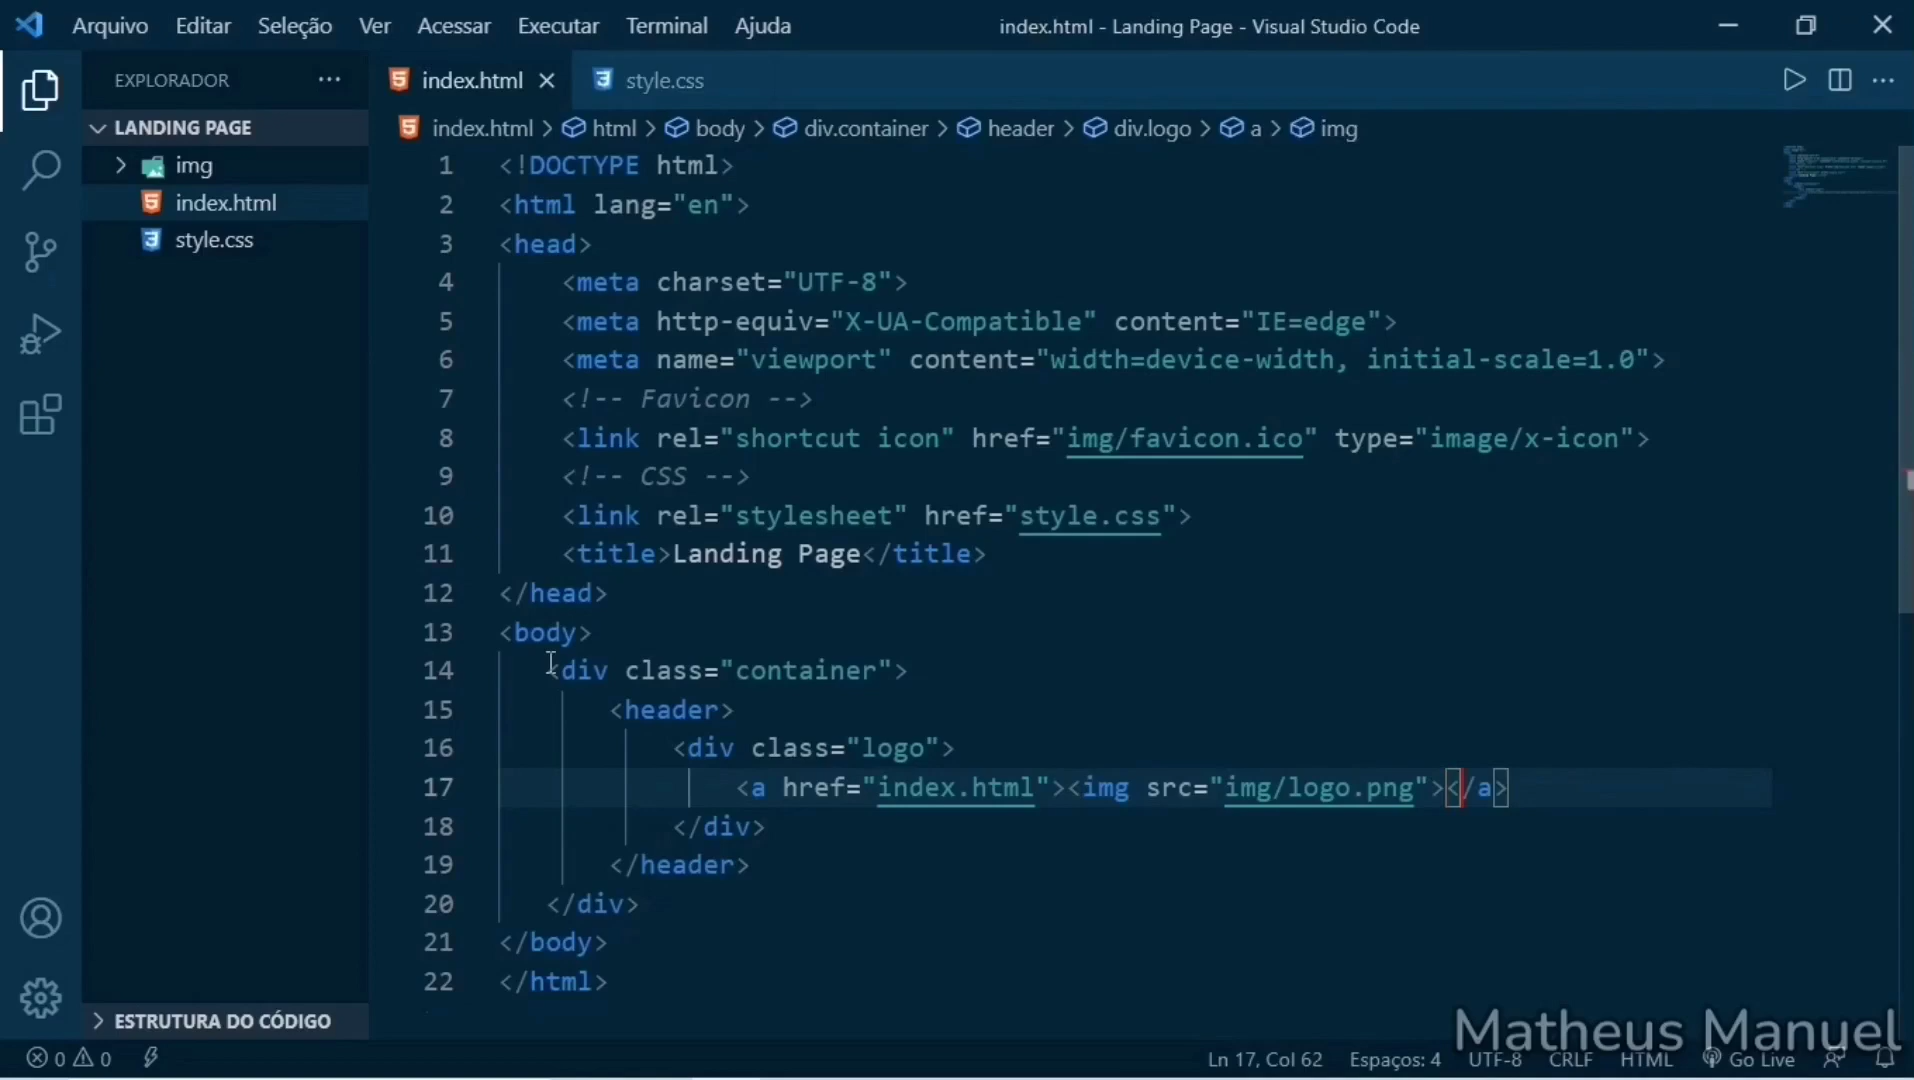 Arquivo Editar Seleção Ver Acessar Executar Terminal Ajuda index.html - Landing Page - Visual Studio Code
EXPLORADOR ···
LANDING PAGE
img
index.html
style.css
ESTRUTURA DO CÓDIGO
index.html style.css
index.html > html > body > div.container > header > div.logo > a > img
1 <!DOCTYPE html>
2 <html lang="en">
3 <head>
4 <meta charset="UTF-8">
5 <meta http-equiv="X-UA-Compatible" content="IE=edge">
6 <meta name="viewport" content="width=device-width, initial-scale=1.0">
7 <!-- Favicon -->
8 <link rel="shortcut icon" href="img/favicon.ico" type="image/x-icon">
9 <!-- CSS -->
10 <link rel="stylesheet" href="style.css">
11 <title>Landing Page</title>
12 </head>
13 <body>
14 <div class="container">
15 <header>
16 <div class="logo">
17 <a href="index.html"><img src="img/logo.png"></a>
18 </div>
19 </header>
20 </div>
21 </body>
22 </html>
Matheus Manuel
0 0 Ln 17, Col 62 Espaços: 4 UTF-8 CRLF HTML Go Live